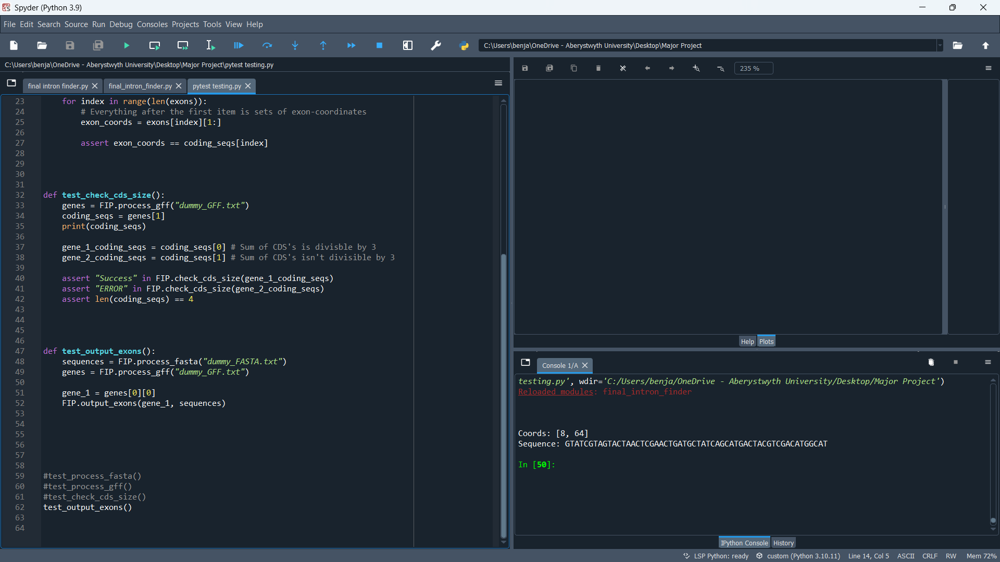 Spyder (Python 3.9)
File Edit Search Source Run Debug Consoles Projects Tools View Help
C:\Users\benja\OneDrive - Aberystwyth University\Desktop\Major Project
C:\Users\benja\OneDrive - Aberystwyth University\Desktop\Major Project\pytest testing.py
final intron finder.py
final_intron_finder.py
pytest testing.py
23     for index in range(len(exons)):
24         # Everything after the first item is sets of exon-coordinates
25         exon_coords = exons[index][1:]
26
27         assert exon_coords == coding_seqs[index]
28
29
30
31
32 def test_check_cds_size():
33     genes = FIP.process_gff("dummy_GFF.txt")
34     coding_seqs = genes[1]
35     print(coding_seqs)
36
37     gene_1_coding_seqs = coding_seqs[0] # Sum of CDS's is divisble by 3
38     gene_2_coding_seqs = coding_seqs[1] # Sum of CDS's isn't divisible by 3
39
40     assert "Success" in FIP.check_cds_size(gene_1_coding_seqs)
41     assert "ERROR" in FIP.check_cds_size(gene_2_coding_seqs)
42     assert len(coding_seqs) == 4
43
44
45
46
47 def test_output_exons():
48     sequences = FIP.process_fasta("dummy_FASTA.txt")
49     genes = FIP.process_gff("dummy_GFF.txt")
50
51     gene_1 = genes[0][0]
52     FIP.output_exons(gene_1, sequences)
53
54
55
56
57
58
59 #test_process_fasta()
60 #test_process_gff()
61 #test_check_cds_size()
62 test_output_exons()
63
64
235 %
Help Plots
Console 1/A
testing.py', wdir='C:/Users/benja/OneDrive - Aberystwyth University/Desktop/Major Project')
Reloaded modules: final_intron_finder
Coords: [8, 64]
Sequence: GTATCGTAGTACTAACTCGAACTGATGCTATCAGCATGACTACGTCGACATGGCAT
In [50]:
IPython Console History
LSP Python: ready custom (Python 3.10.11) Line 14, Col 5 ASCII CRLF RW Mem 72%